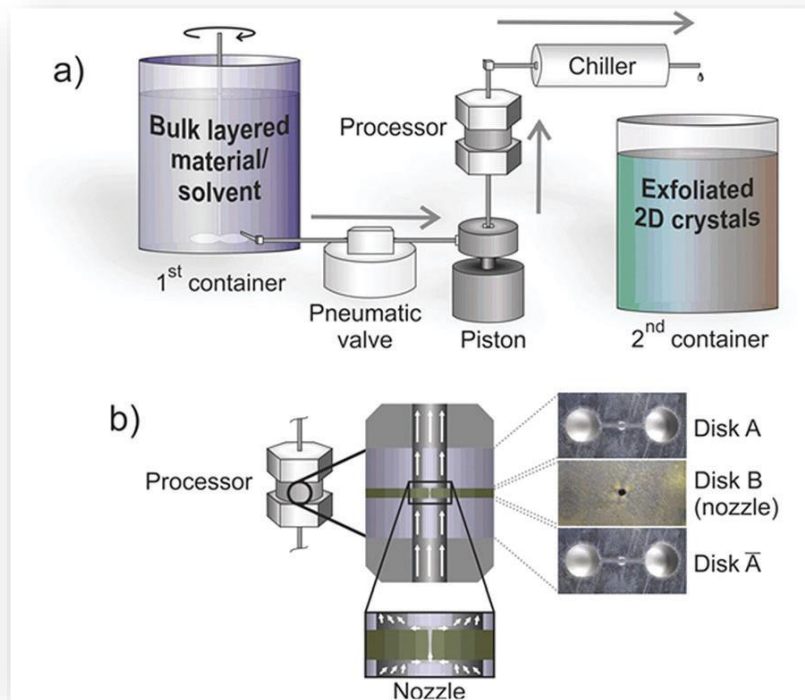 a)
Bulk layered
material/
solvent
1st container
Pneumatic
valve
Piston
Processor
Chiller
Exfoliated
2D crystals
2nd container
b)
Processor
Disk A
Disk B
(nozzle)
Disk A̅
Nozzle